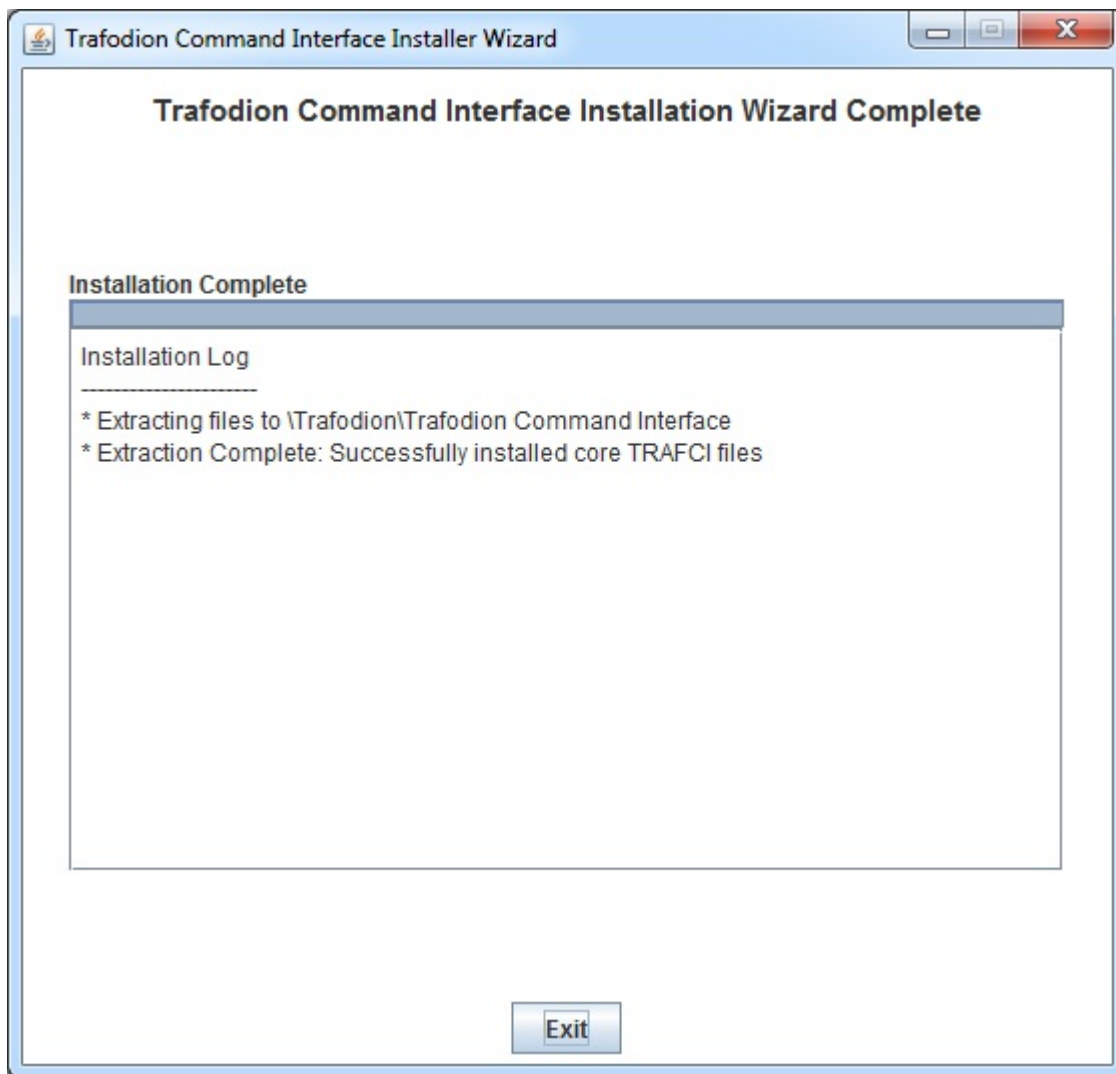 Trafodion Command Interface Installer Wizard
Trafodion Command Interface Installation Wizard Complete
Installation Complete
Installation Log
----------------------
* Extracting files to \Trafodion\Trafodion Command Interface
* Extraction Complete: Successfully installed core TRAFCI files
Exit